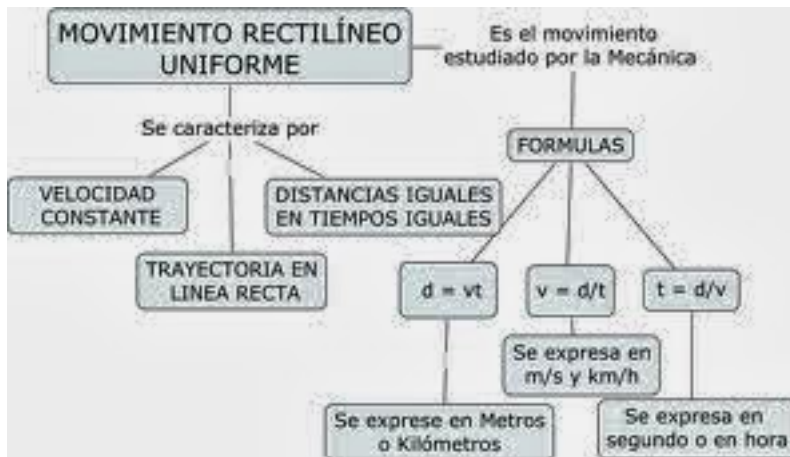 MOVIMIENTO RECTILÍNEO
UNIFORME
Es el movimiento
estudiado por la Mecánica
Se caracteriza por
FORMULAS
VELOCIDAD
CONSTANTE
DISTANCIAS IGUALES
EN TIEMPOS IGUALES
TRAYECTORIA EN
LINEA RECTA
d = vt
v = d/t
t = d/v
Se expresa en
m/s y km/h
Se exprese en Metros
o Kilómetros
Se expresa en
segundo o en hora